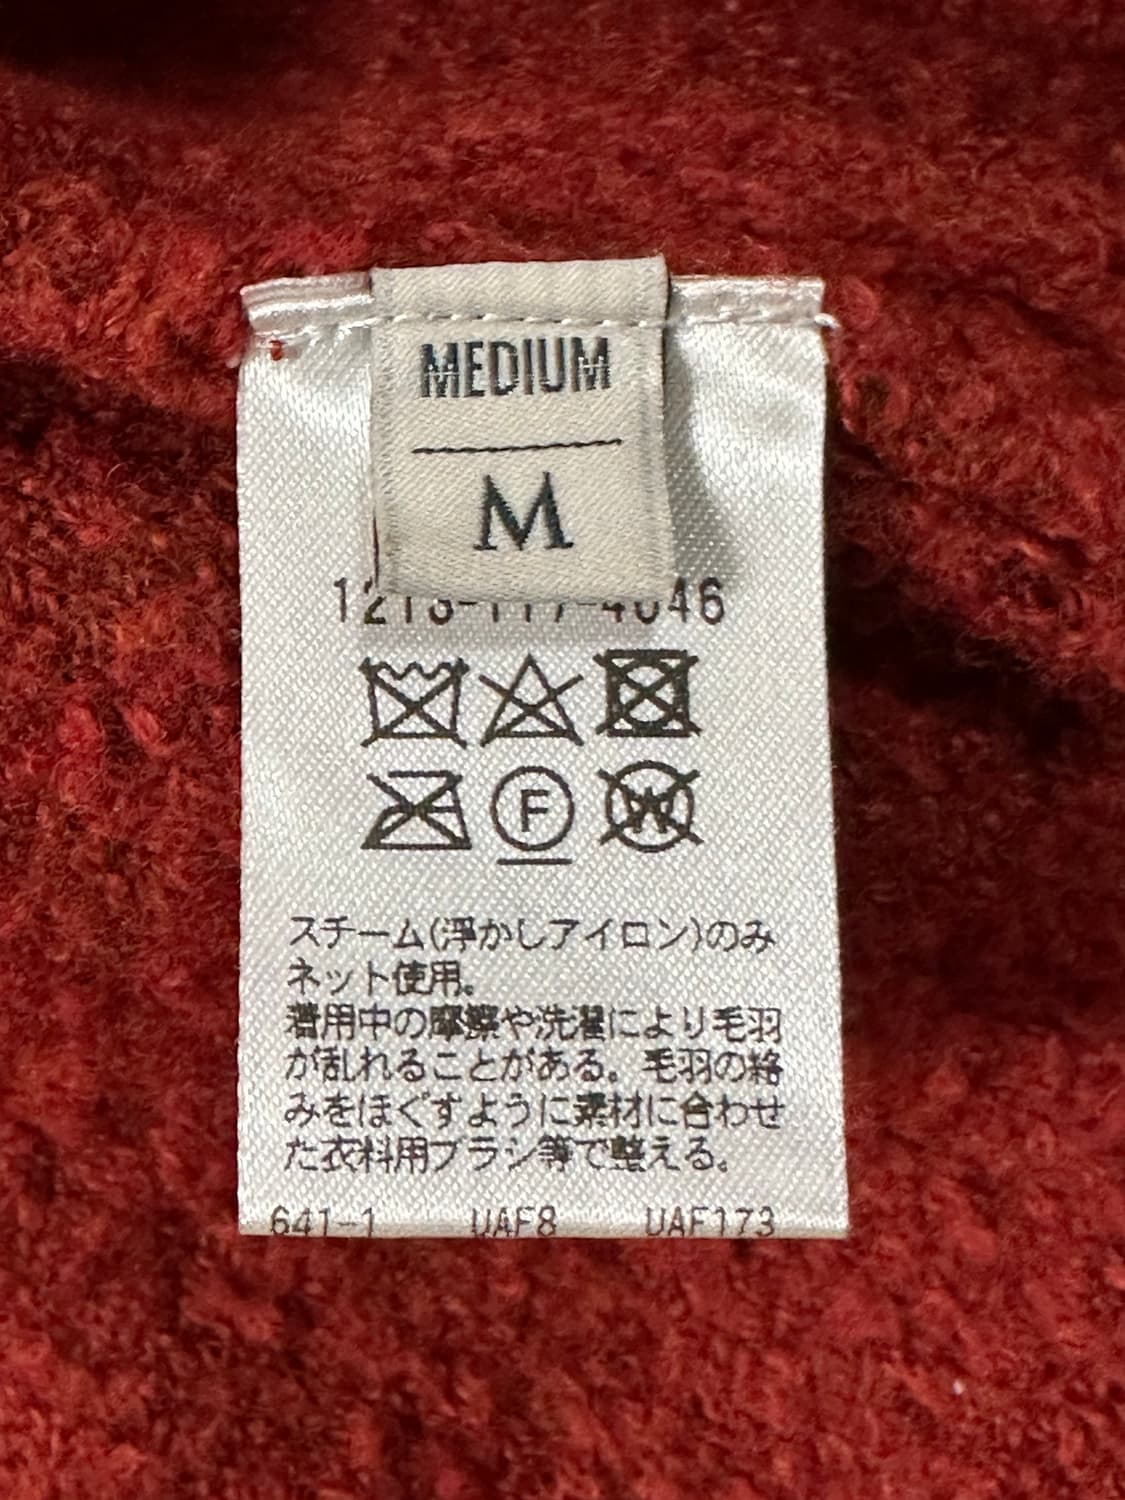 MEDIUM
M
1213-117-4046
F
W
スチーム(浮かしアイロン)のみ
ネット使用。
着用中の摩擦や洗濯により毛羽
が乱れることがある。毛羽の絡
みをほぐすように素材に合わせ
た衣料用ブラシ等で整える。
641-1 UAF8 UAF173